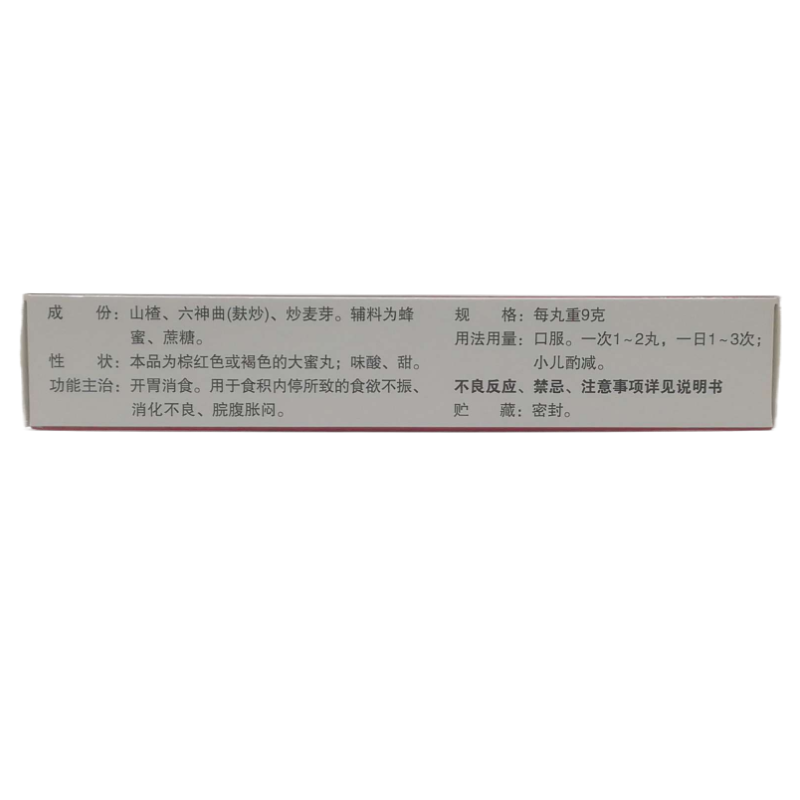 成　　份：山楂、六神曲(麸炒)、炒麦芽。辅料为蜂
蜜、蔗糖。
性　　状：本品为棕红色或褐色的大蜜丸；味酸、甜。
功能主治：开胃消食。用于食积内停所致的食欲不振、
消化不良、脘腹胀闷。
规　　格：每丸重9克
用法用量：口服。一次1~2丸，一日1~3次；
小儿酌减。
不良反应、禁忌、注意事项详见说明书
贮　　藏：密封。